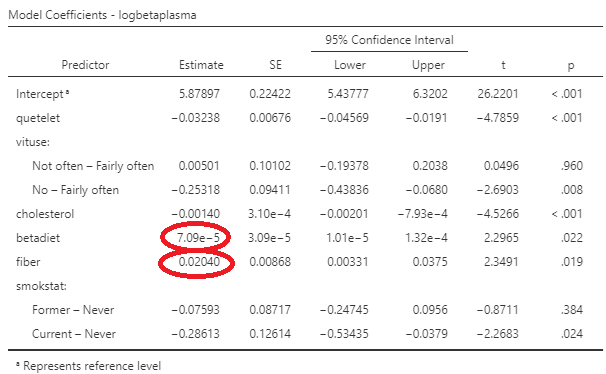 Model Coefficients - logbetaplasma
95% Confidence Interval
Predictor Estimate SE Lower Upper t p
Intercept ᵃ 5.87897 0.22422 5.43777 6.3202 26.2201 < .001
quetelet −0.03238 0.00676 −0.04569 −0.0191 −4.7859 < .001
vituse:
Not often – Fairly often 0.00501 0.10102 −0.19378 0.2038 0.0496 .960
No – Fairly often −0.25318 0.09411 −0.43836 −0.0680 −2.6903 .008
cholesterol −0.00140 3.10e−4 −0.00201 −7.93e−4 −4.5266 < .001
betadiet 7.09e−5 3.09e−5 1.01e−5 1.32e−4 2.2965 .022
fiber 0.02040 0.00868 0.00331 0.0375 2.3491 .019
smokstat:
Former – Never −0.07593 0.08717 −0.24745 0.0956 −0.8711 .384
Current – Never −0.28613 0.12614 −0.53435 −0.0379 −2.2683 .024
ᵃ Represents reference level